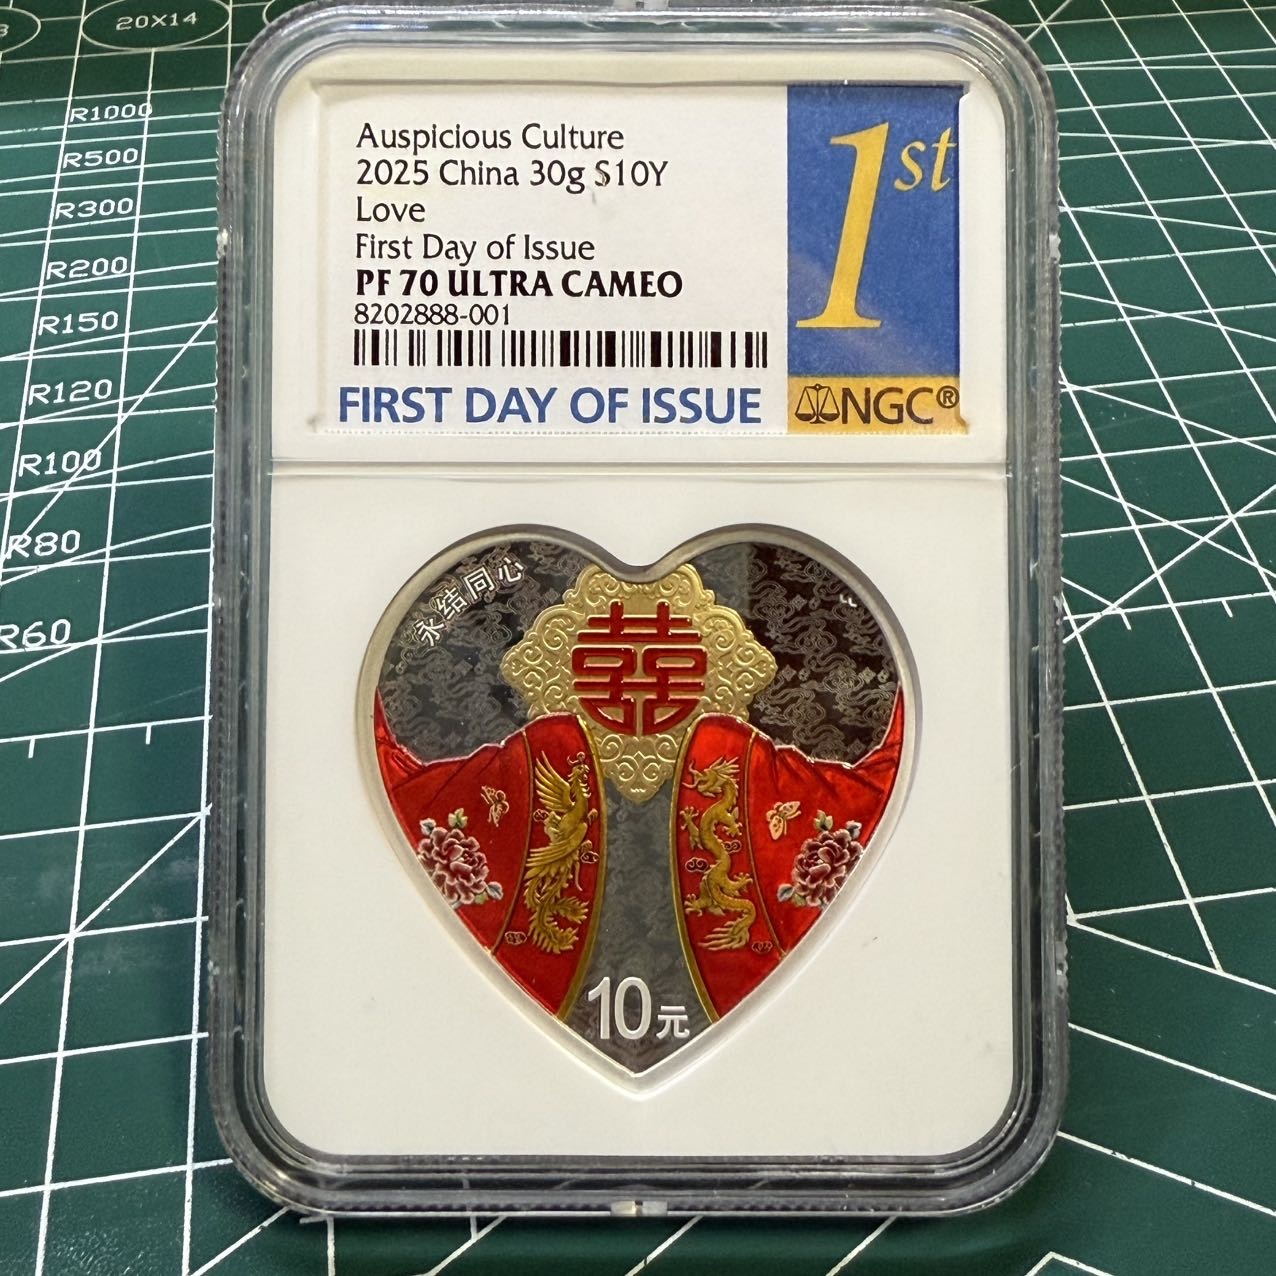 20X14
R1000
R500
R300
R200
R150
R120
R100
R80
R60
Auspicious Culture
2025 China 30g S10Y
Love
First Day of Issue
PF 70 ULTRA CAMEO
8202888-001
FIRST DAY OF ISSUE
1st
NGC®
永结同心
囍
10元